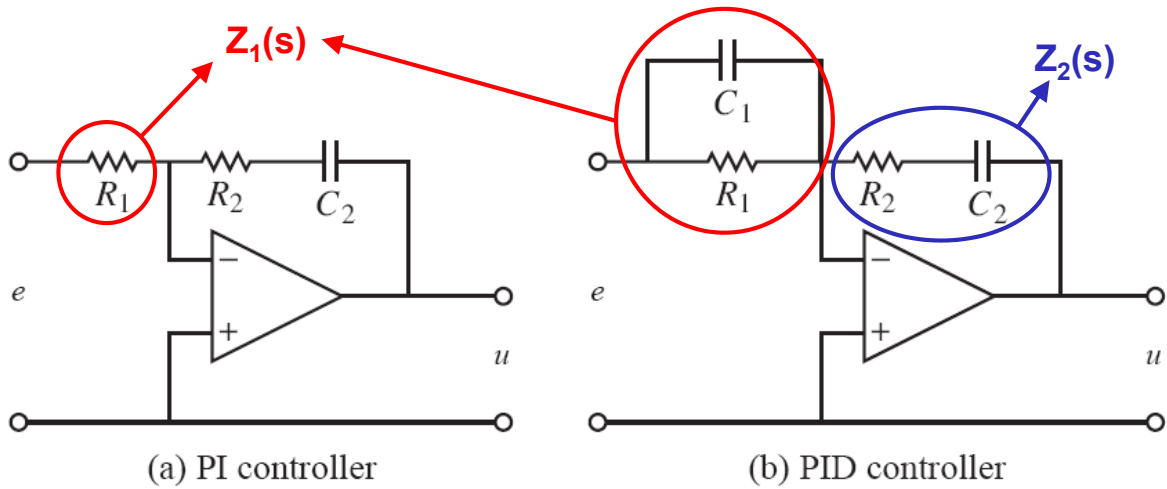 Z₁(s)
Z₂(s)
C₁
R₁
R₂
C₂
R₁
R₂
C₂
−
−
e
e
+
+
u
u
(a) PI controller
(b) PID controller